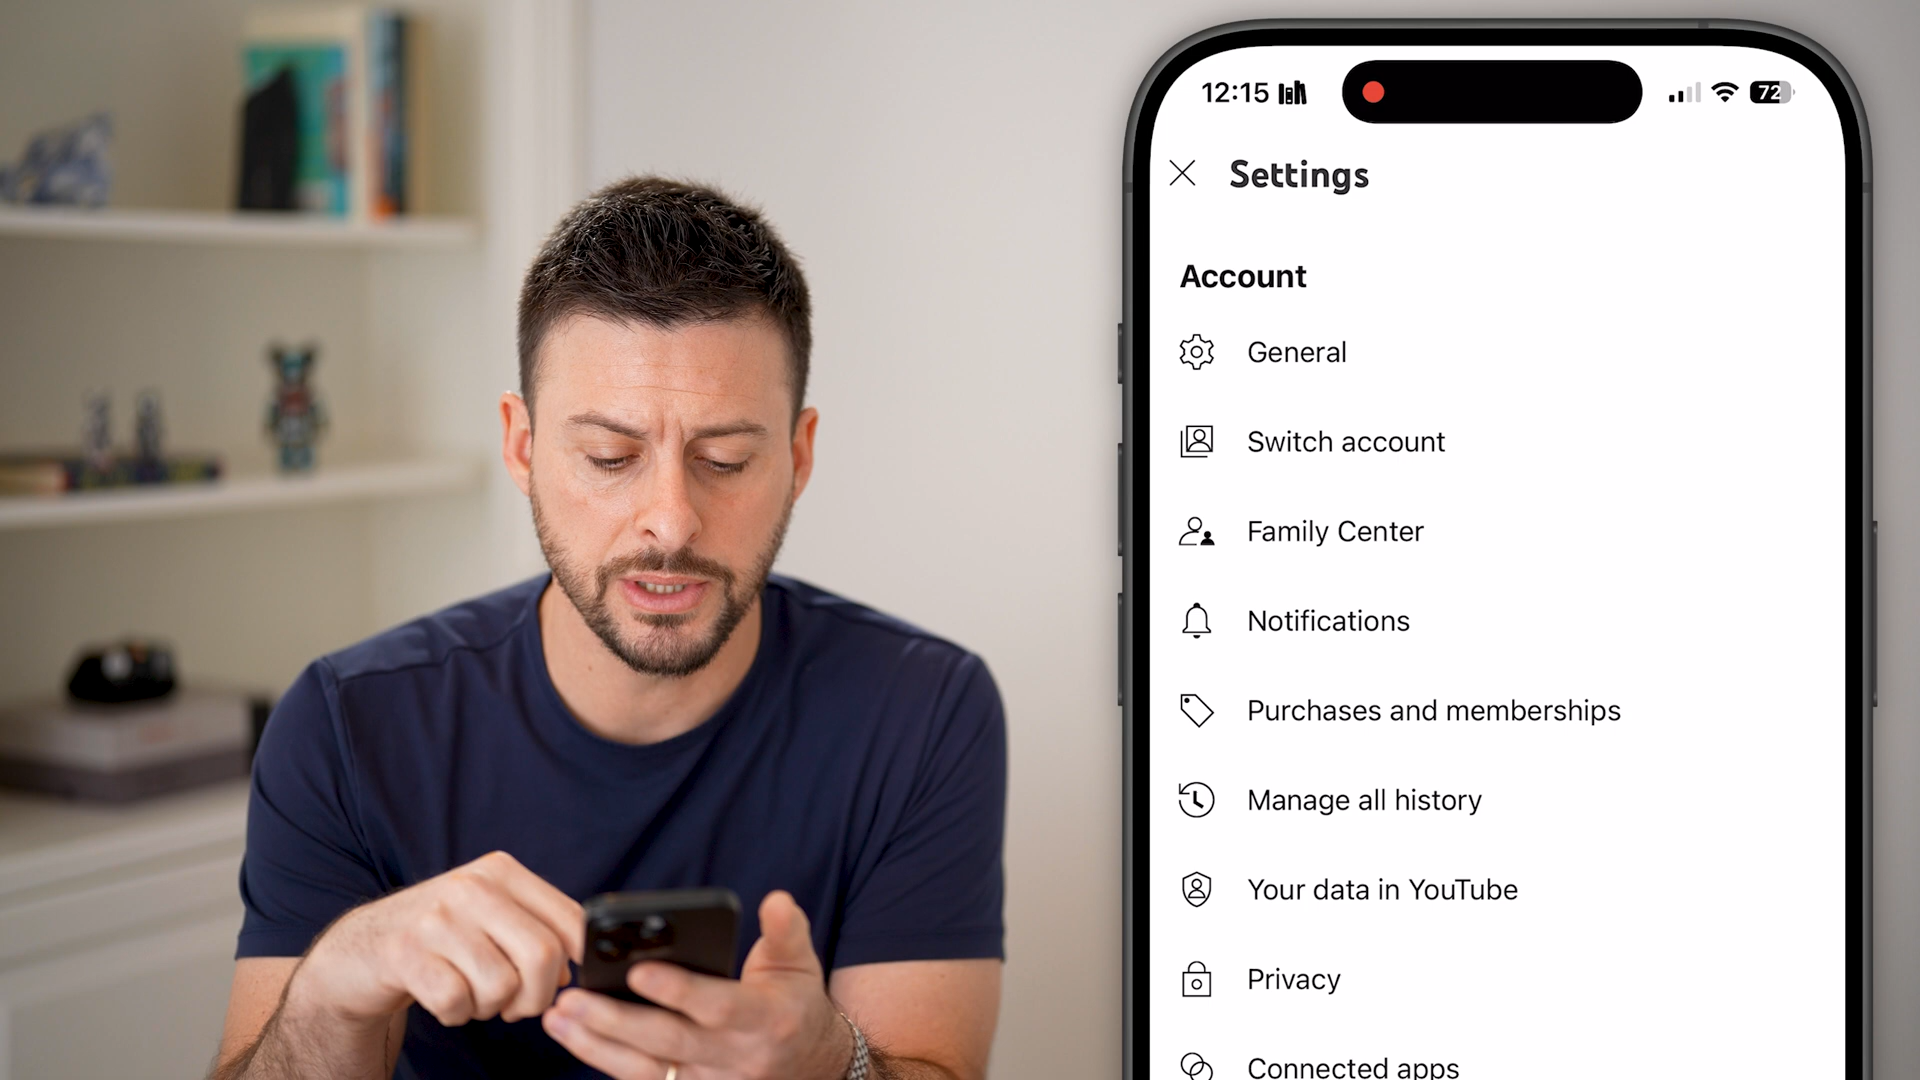 12:15
72
Settings
Account
General
Switch account
Family Center
Notifications
Purchases and memberships
Manage all history
Your data in YouTube
Privacy
Connected apps